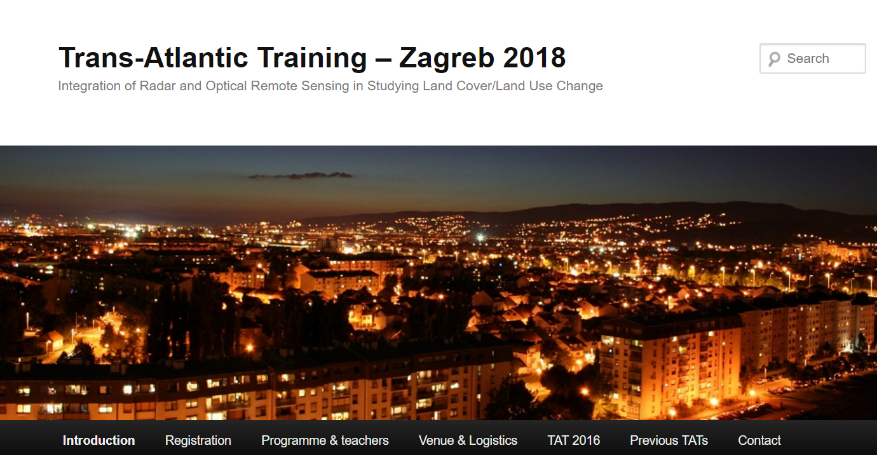 Trans-Atlantic Training – Zagreb 2018
Search
Integration of Radar and Optical Remote Sensing in Studying Land Cover/Land Use Change
Introduction Registration Programme & teachers Venue & Logistics TAT 2016 Previous TATs Contact